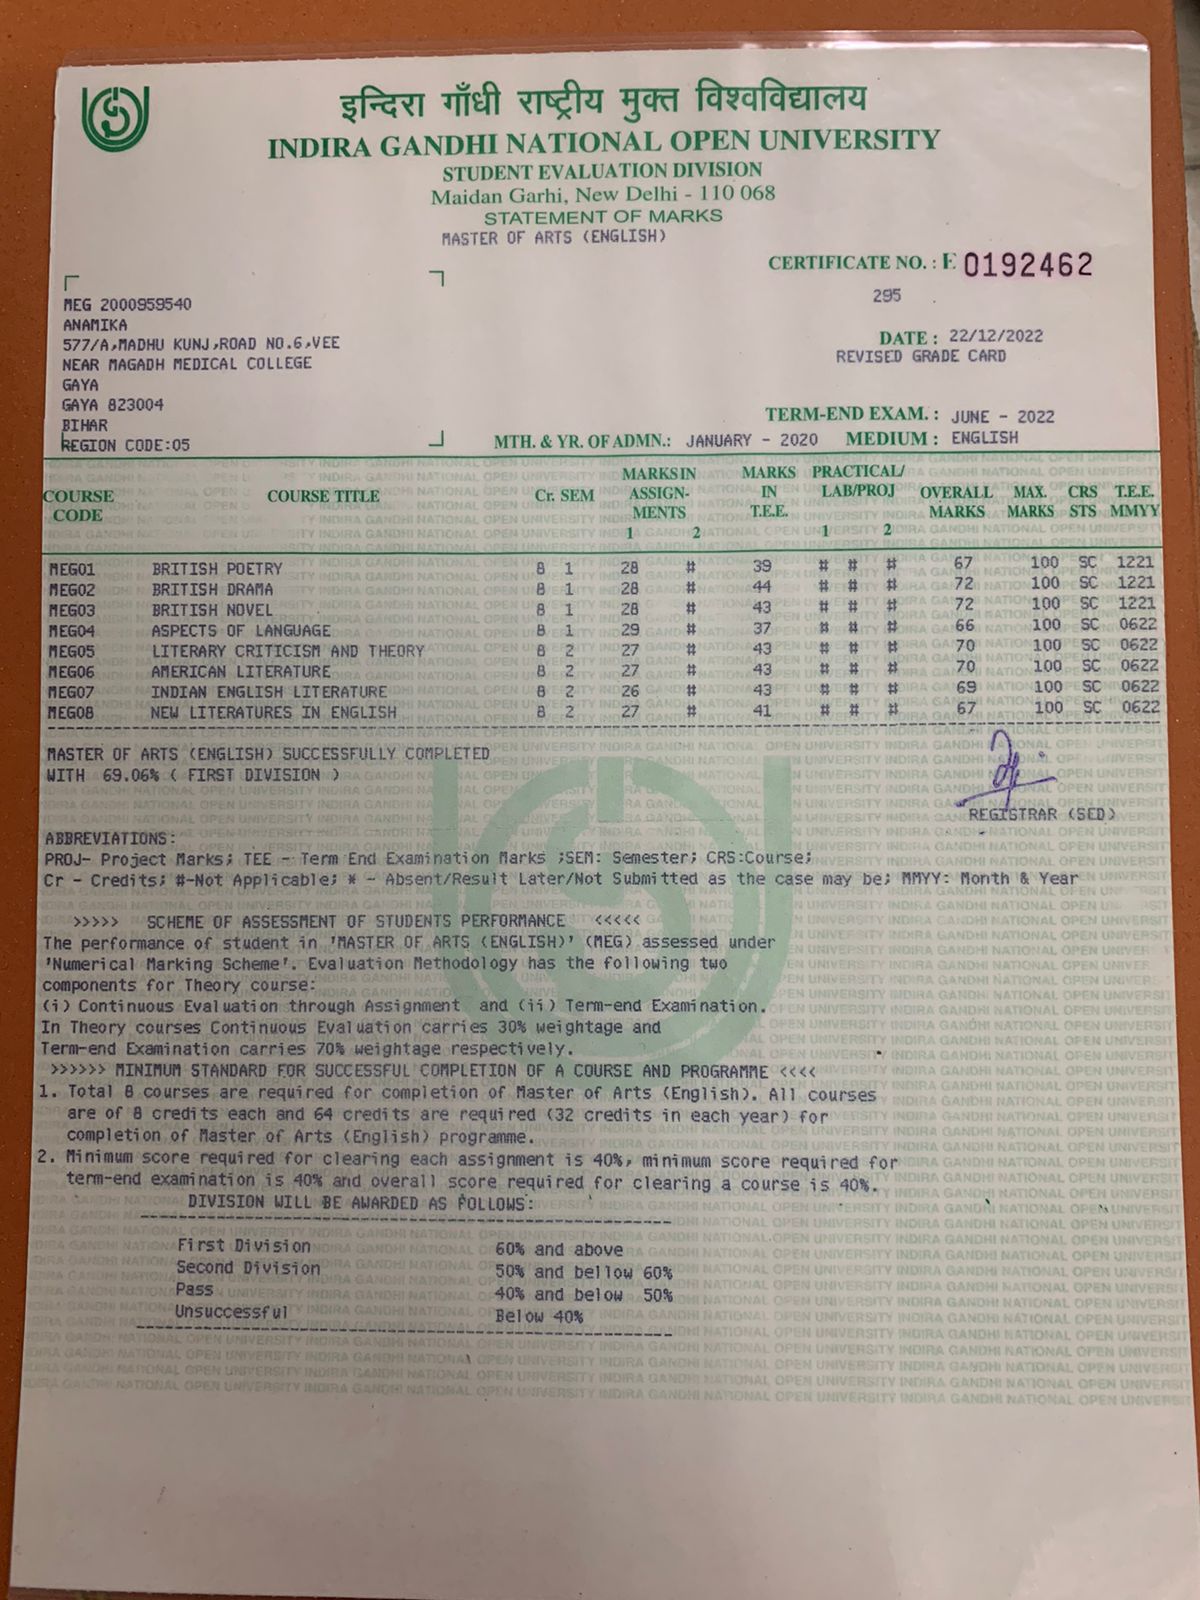 इन्दिरा गाँधी राष्ट्रीय मुक्त विश्वविद्यालय
INDIRA GANDHI NATIONAL OPEN UNIVERSITY
STUDENT EVALUATION DIVISION
Maidan Garhi, New Delhi - 110 068
STATEMENT OF MARKS
MASTER OF ARTS (ENGLISH)
CERTIFICATE NO. : E 0192462
295
MEG 2000959540
ANAMIKA
577/A,MADHU KUNJ,ROAD NO.6,VEE
NEAR MAGADH MEDICAL COLLEGE
GAYA
GAYA 823004
BIHAR
REGION CODE:05
DATE : 22/12/2022
REVISED GRADE CARD
TERM-END EXAM. : JUNE - 2022
MTH. & YR. OF ADMN.: JANUARY - 2020 MEDIUM : ENGLISH
COURSE CODE COURSE TITLE Cr. SEM MARKS IN ASSIGN-MENTS 1 2 MARKS IN T.E.E. PRACTICAL/ LAB/PROJ 1 2 OVERALL MARKS MAX. MARKS CRS STS T.E.E. MMYY
MEG01 BRITISH POETRY 8 1 28 # 39 # # # 67 100 SC 1221
MEG02 BRITISH DRAMA 8 1 28 # 44 # # # 72 100 SC 1221
MEG03 BRITISH NOVEL 8 1 28 # 43 # # # 72 100 SC 1221
MEG04 ASPECTS OF LANGUAGE 8 1 29 # 37 # # # 66 100 SC 0622
MEG05 LITERARY CRITICISM AND THEORY 8 2 27 # 43 # # # 70 100 SC 0622
MEG06 AMERICAN LITERATURE 8 2 27 # 43 # # # 70 100 SC 0622
MEG07 INDIAN ENGLISH LITERATURE 8 2 26 # 43 # # # 69 100 SC 0622
MEG08 NEW LITERATURES IN ENGLISH 8 2 27 # 41 # # # 67 100 SC 0622
MASTER OF ARTS (ENGLISH) SUCCESSFULLY COMPLETED
WITH 69.06% ( FIRST DIVISION )
REGISTRAR (SED)
ABBREVIATIONS:
PROJ- Project Marks; TEE - Term End Examination Marks ;SEM: Semester; CRS:Course;
Cr - Credits; #-Not Applicable; * - Absent/Result Later/Not Submitted as the case may be; MMYY: Month & Year
>>>>> SCHEME OF ASSESSMENT OF STUDENTS PERFORMANCE <<<<<
The performance of student in 'MASTER OF ARTS (ENGLISH)' (MEG) assessed under
'Numerical Marking Scheme'. Evaluation Methodology has the following two
components for Theory course:
(i) Continuous Evaluation through Assignment and (ii) Term-end Examination.
In Theory courses Continuous Evaluation carries 30% weightage and
Term-end Examination carries 70% weightage respectively.
>>>>>> MINIMUM STANDARD FOR SUCCESSFUL COMPLETION OF A COURSE AND PROGRAMME <<<<
1. Total 8 courses are required for completion of Master of Arts (English). All courses
are of 8 credits each and 64 credits are required (32 credits in each year) for
completion of Master of Arts (English) programme.
2. Minimum score required for clearing each assignment is 40%, minimum score required for
term-end examination is 40% and overall score required for clearing a course is 40%.
DIVISION WILL BE AWARDED AS FOLLOWS:
First Division 60% and above
Second Division 50% and bellow 60%
Pass 40% and below 50%
Unsuccessful Below 40%